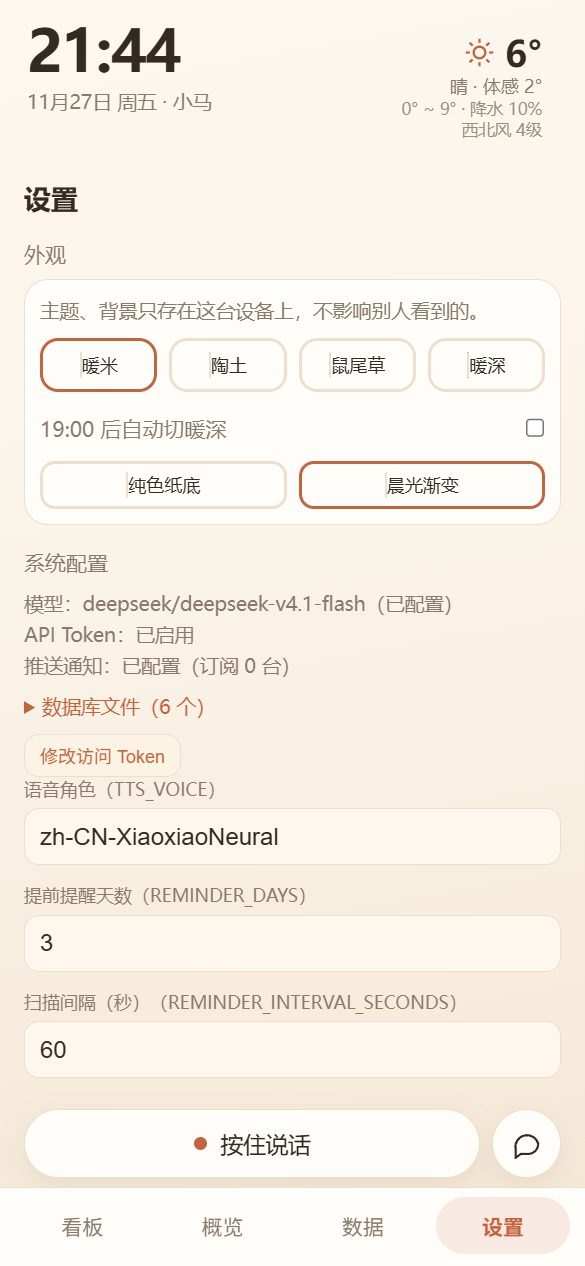 21:44
6°
11月27日 周五 · 小马
晴 · 体感 2°
0° ~ 9° · 降水 10%
西北风 4级
设置
外观
主题、背景只存在这台设备上，不影响别人看到的。
暖米
陶土
鼠尾草
暖深
19:00 后自动切暖深
纯色纸底
晨光渐变
系统配置
模型：deepseek/deepseek-v4.1-flash（已配置）
API Token：已启用
推送通知：已配置（订阅 0 台）
数据库文件（6 个）
修改访问 Token
语音角色（TTS_VOICE）
zh-CN-XiaoxiaoNeural
提前提醒天数（REMINDER_DAYS）
3
扫描间隔（秒）（REMINDER_INTERVAL_SECONDS）
60
按住说话
看板
概览
数据
设置